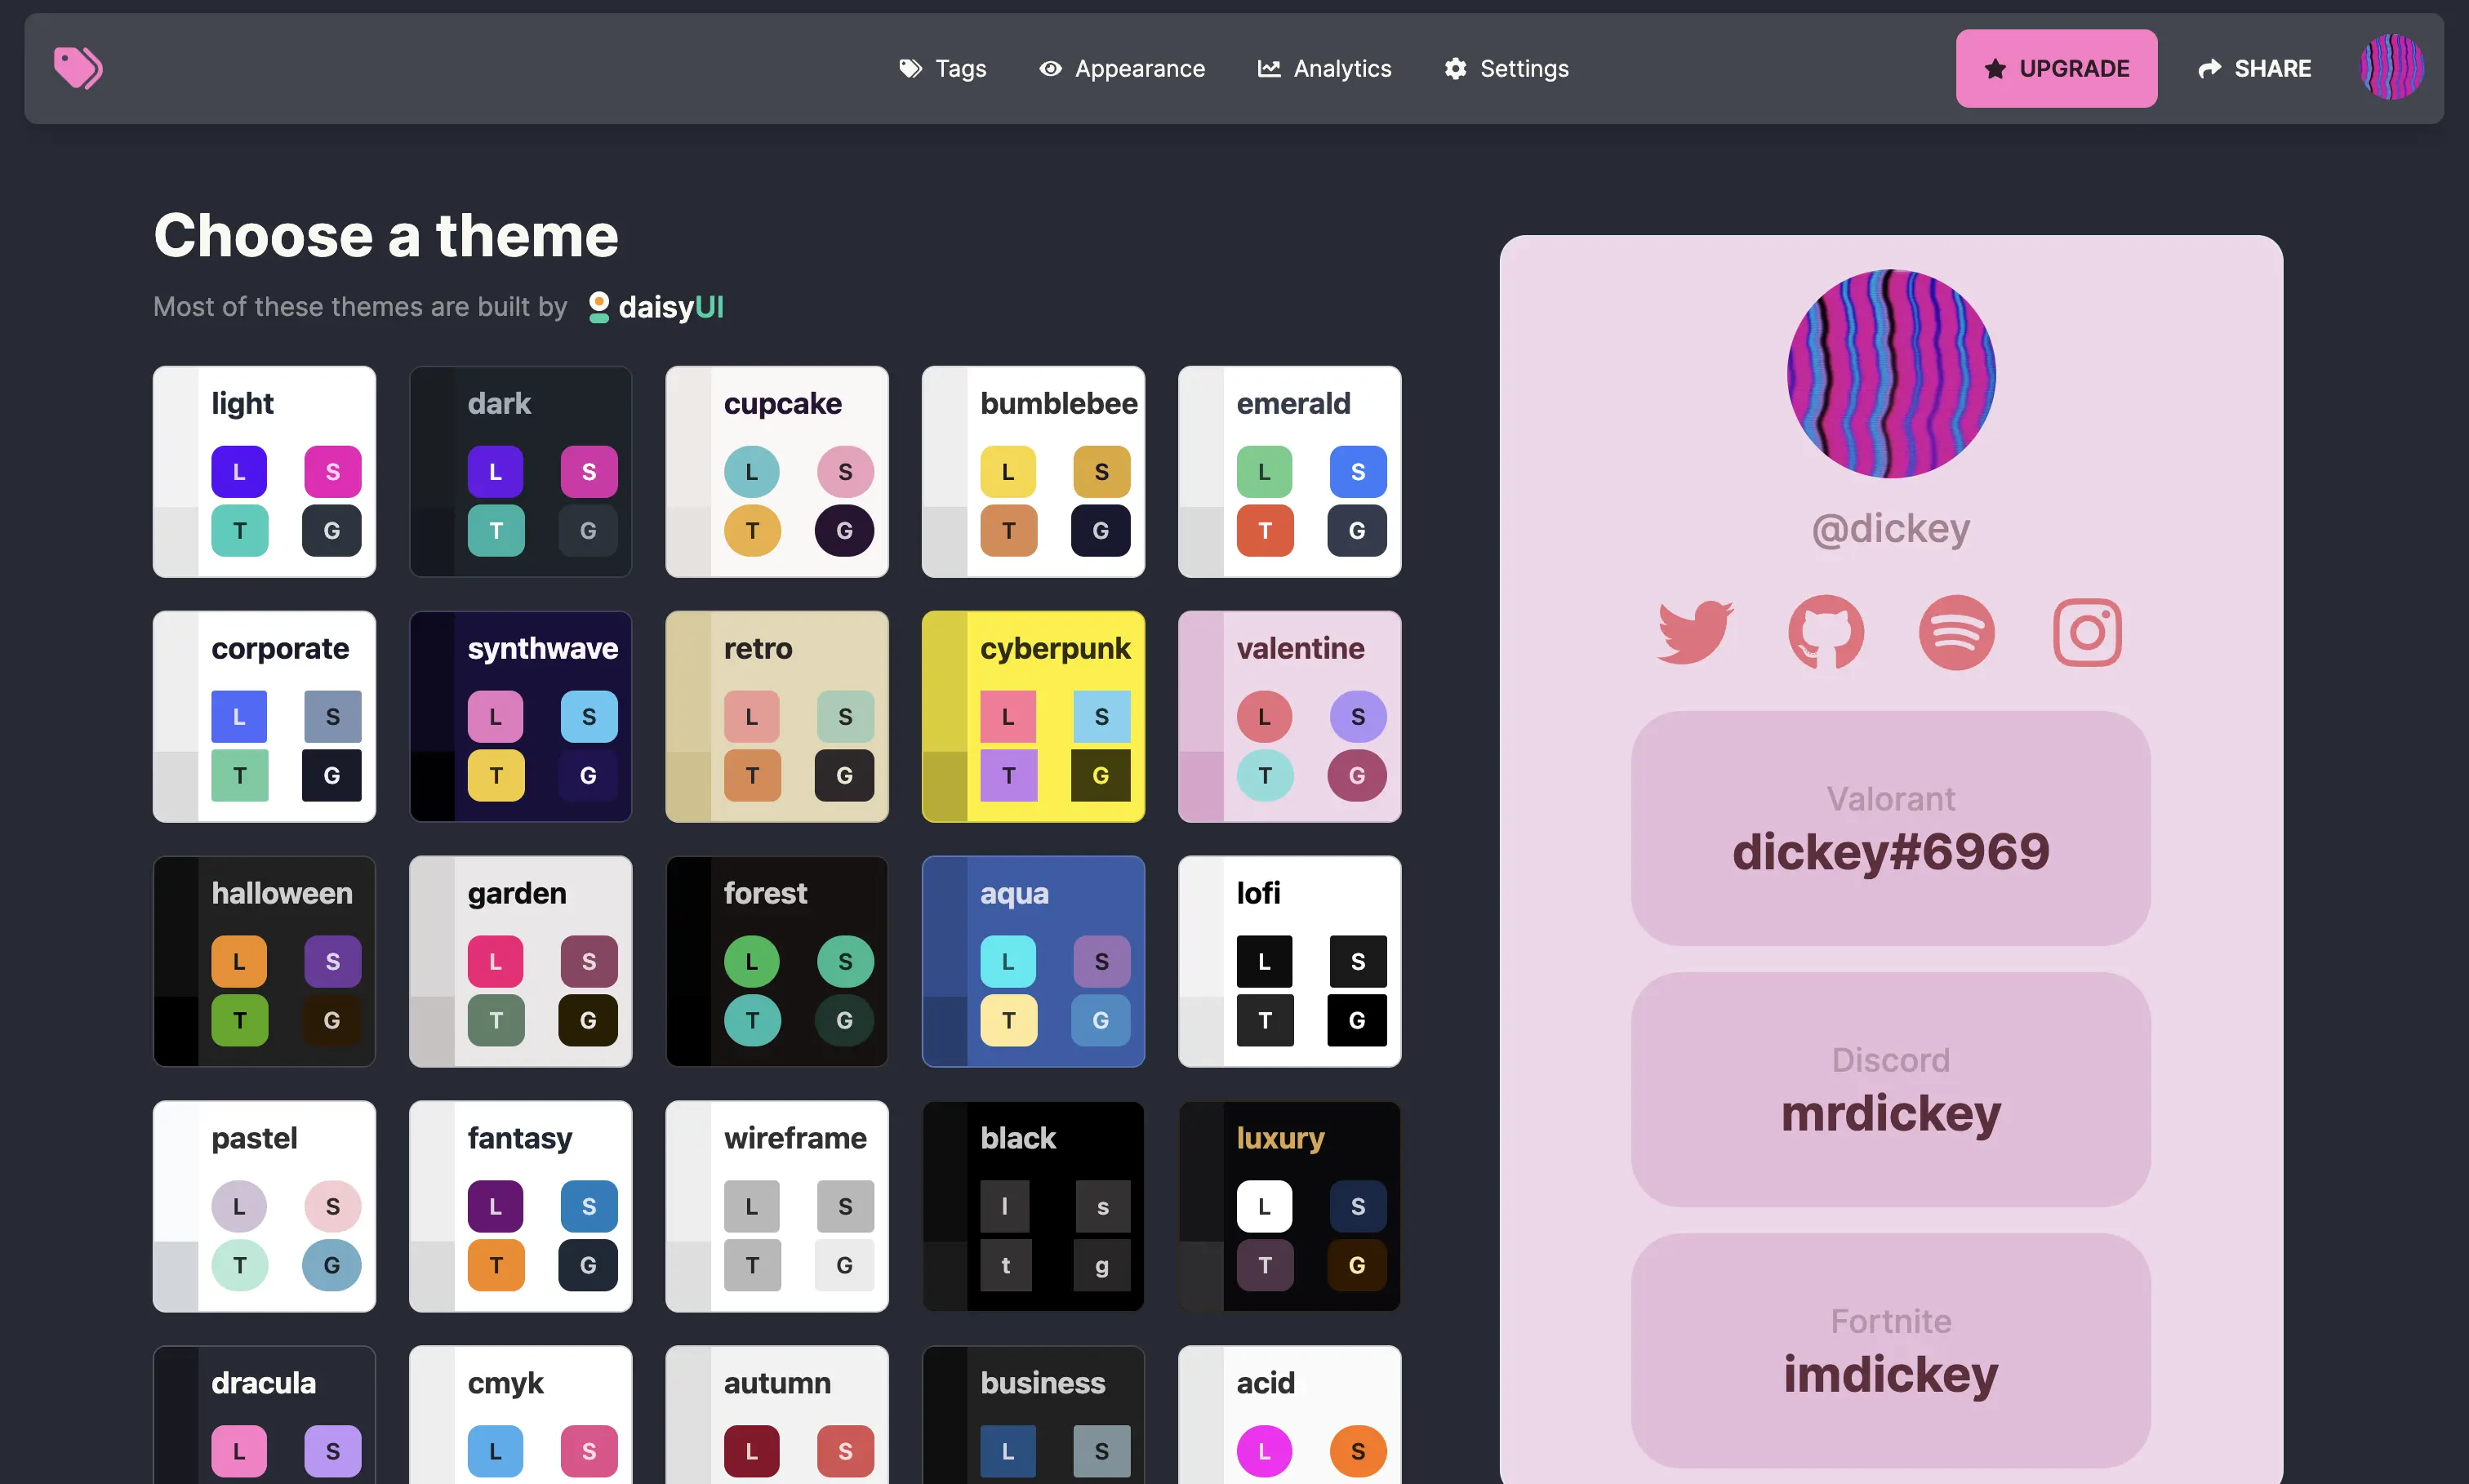 Tags Appearance Analytics Settings UPGRADE SHARE
Choose a theme
Most of these themes are built by daisyUI
light dark cupcake bumblebee emerald
L S L S L S L S L S
T G T G T G T G T G
corporate synthwave retro cyberpunk valentine
L S L S L S L S L S
T G T G T G T G T G
halloween garden forest aqua lofi
L S L S L S L S L S
T G T G T G T G T G
pastel fantasy wireframe black luxury
L S L S L S l s L S
T G T G T G t g T G
dracula cmyk autumn business acid
L S L S L S L S L S
@dickey
Valorant
dickey#6969
Discord
mrdickey
Fortnite
imdickey